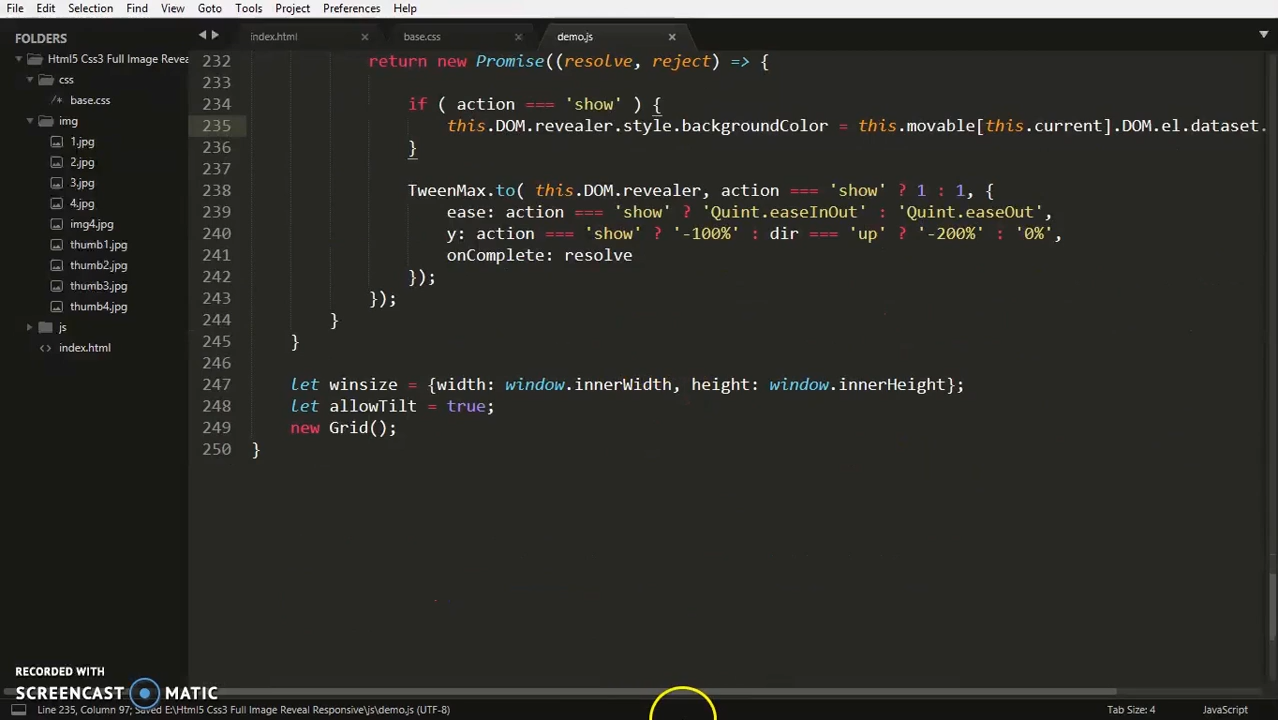 File Edit Selection Find View Goto Tools Project Preferences Help
FOLDERS
Html5 Css3 Full Image Revea
css
base.css
img
1.jpg
2.jpg
3.jpg
4.jpg
img4.jpg
thumb1.jpg
thumb2.jpg
thumb3.jpg
thumb4.jpg
js
index.html
index.html base.css demo.js
232 return new Promise((resolve, reject) => {
233
234 if ( action === 'show' ) {
235 this.DOM.revealer.style.backgroundColor = this.movable[this.current].DOM.el.dataset.
236 }
237
238 TweenMax.to( this.DOM.revealer, action === 'show' ? 1 : 1, {
239 ease: action === 'show' ? 'Quint.easeInOut' : 'Quint.easeOut',
240 y: action === 'show' ? '-100%' : dir === 'up' ? '-200%' : '0%',
241 onComplete: resolve
242 });
243 });
244 }
245 }
246
247 let winsize = {width: window.innerWidth, height: window.innerHeight};
248 let allowTilt = true;
249 new Grid();
250 }
RECORDED WITH
SCREENCAST MATIC
Line 235, Column 97; Saved E:\Html5 Css3 Full Image Reveal Responsive\js\demo.js (UTF-8) Tab Size: 4 JavaScript